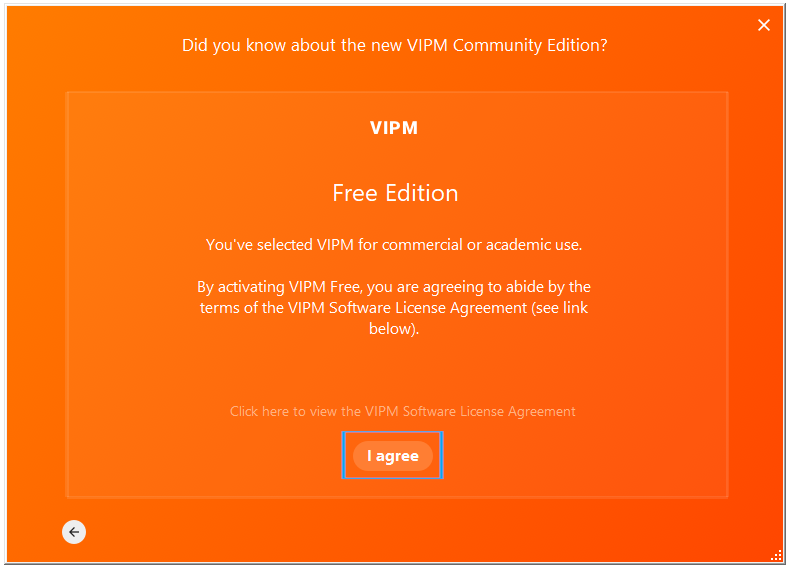 Did you know about the new VIPM Community Edition?
VIPM
Free Edition
You've selected VIPM for commercial or academic use.
By activating VIPM Free, you are agreeing to abide by the
terms of the VIPM Software License Agreement (see link
below).
Click here to view the VIPM Software License Agreement
I agree